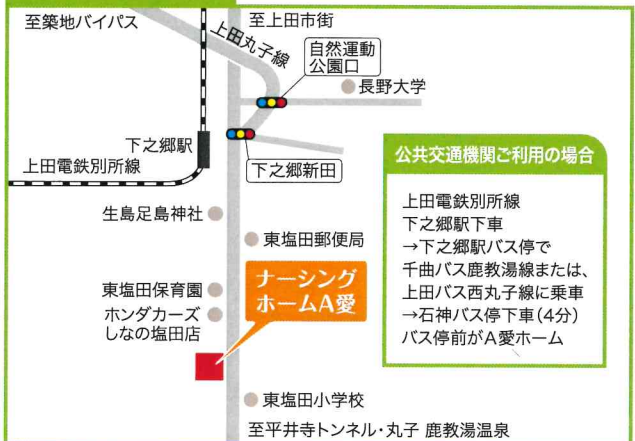 至築地バイパス
至上田市街
上田丸子線
自然運動
公園口
長野大学
下之郷駅
上田電鉄別所線
下之郷新田
生島足島神社
東塩田郵便局
東塩田保育園
ホンダカーズ
しなの塩田店
ナーシング
ホームA愛
東塩田小学校
至平井寺トンネル・丸子 鹿教湯温泉
公共交通機関ご利用の場合
上田電鉄別所線
下之郷駅下車
→下之郷駅バス停で
千曲バス鹿教湯線または、
上田バス西丸子線に乗車
→石神バス停下車(4分)
バス停前がA愛ホーム